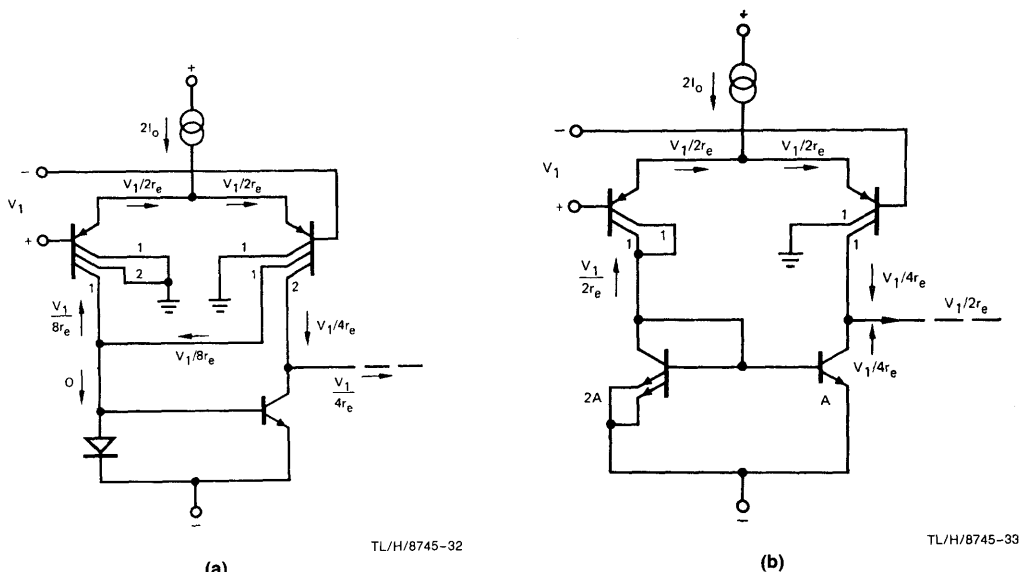 +
2Iₒ
−
V₁/2rₑ
V₁/2rₑ
V₁
+
1
2
1
1
1
2
V₁
8rₑ
V₁/8rₑ
V₁/4rₑ
0
V₁
4rₑ
−
TL/H/8745-32
(a)
+
2Iₒ
−
V₁/2rₑ
V₁/2rₑ
V₁
+
1
1
1
1
V₁
2rₑ
V₁/4rₑ
V₁/2rₑ
V₁/4rₑ
2A
A
−
TL/H/8745-33
(b)